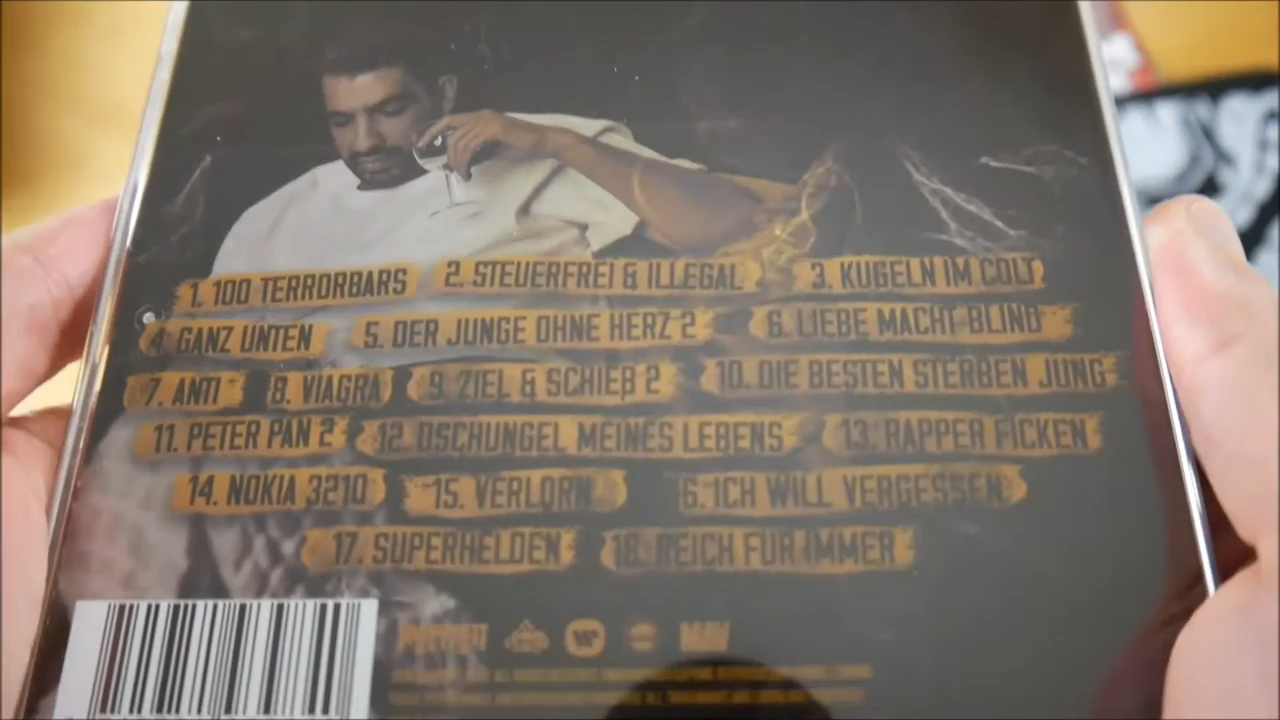 1. 100 TERRORBARS 2. STEUERFREI & ILLEGAL 3. KUGELN IM COLT
4. GANZ UNTEN 5. DER JUNGE OHNE HERZ 2 6. LIEBE MACHT BLIND
7. ANTI 8. VIAGRA 9. ZIEL & SCHIEß 2 10. DIE BESTEN STERBEN JUNG
11. PETER PAN 2 12. DSCHUNGEL MEINES LEBENS 13. RAPPER FICKEN
14. NOKIA 3210 15. VERLORN 16. ICH WILL VERGESSEN
17. SUPERHELDEN 18. REICH FÜR IMMER